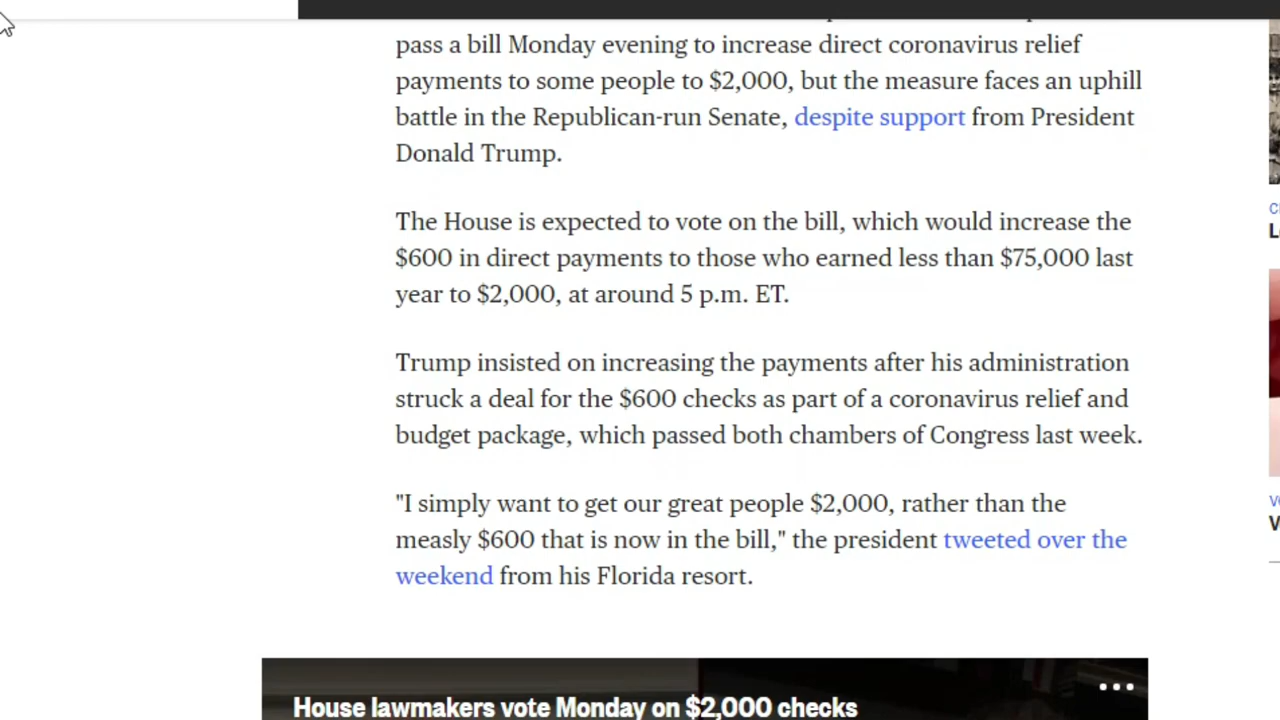 pass a bill Monday evening to increase direct coronavirus relief
payments to some people to $2,000, but the measure faces an uphill
battle in the Republican-run Senate, despite support from President
Donald Trump.
The House is expected to vote on the bill, which would increase the
$600 in direct payments to those who earned less than $75,000 last
year to $2,000, at around 5 p.m. ET.
Trump insisted on increasing the payments after his administration
struck a deal for the $600 checks as part of a coronavirus relief and
budget package, which passed both chambers of Congress last week.
"I simply want to get our great people $2,000, rather than the
measly $600 that is now in the bill," the president tweeted over the
weekend from his Florida resort.
House lawmakers vote Monday on $2,000 checks